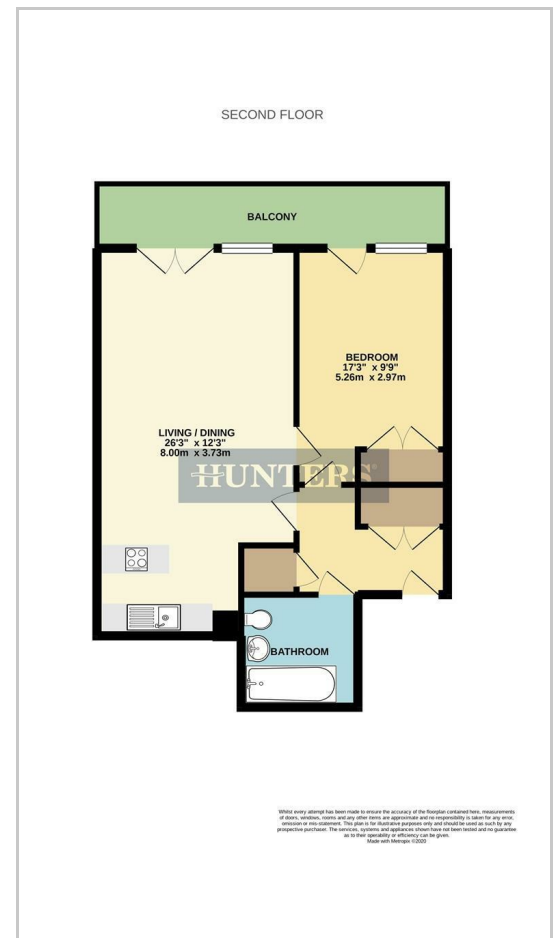 SECOND FLOOR
BALCONY
BEDROOM
17'3" x 9'9"
5.26m x 2.97m
LIVING / DINING
26'3" x 12'3"
8.00m x 3.73m
HUNTERS
BATHROOM
Whilst every attempt has been made to ensure the accuracy of the floorplan contained here, measurements
of doors, windows, rooms and any other items are approximate and no responsibility is taken for any error,
omission or mis-statement. This plan is for illustrative purposes only and should be used as such by any
prospective purchaser. The services, systems and appliances shown have not been tested and no guarantee
as to their operability or efficiency can be given.
Made with Metropix ©2020